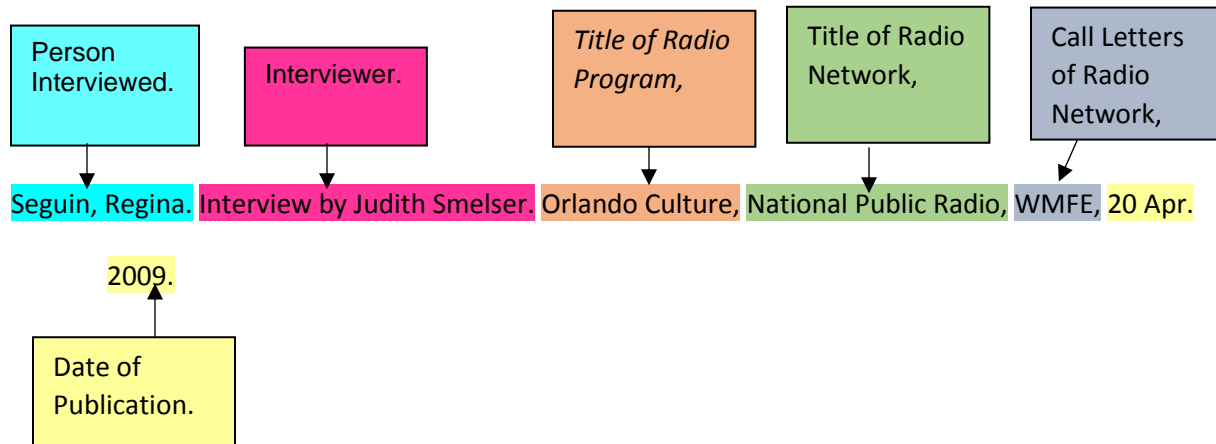 Person
Interviewed.
Interviewer.
Title of Radio
Program,
Title of Radio
Network,
Call Letters
of Radio
Network,
Seguin, Regina. Interview by Judith Smelser. Orlando Culture, National Public Radio, WMFE, 20 Apr.
2009.
Date of
Publication.